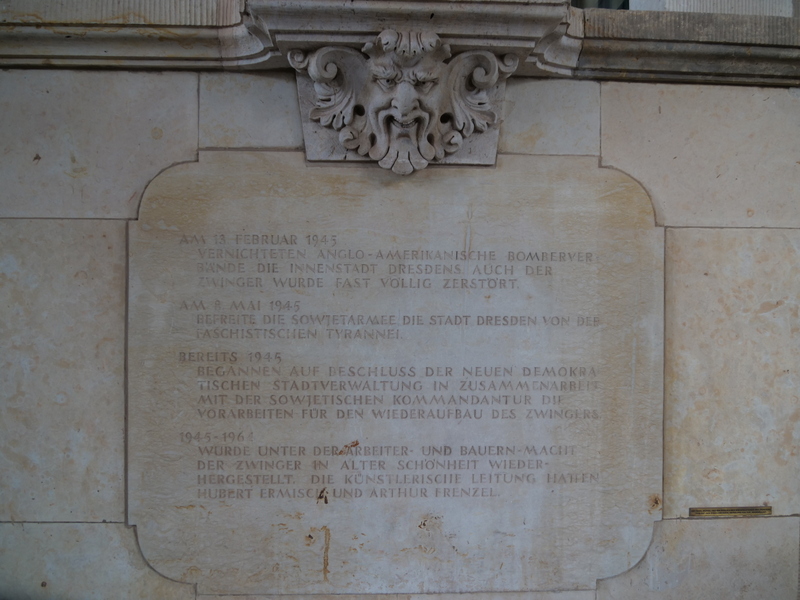 AM 13. FEBRUAR 1945
VERNICHTETEN ANGLO-AMERIKANISCHE BOMBERVER
BÄNDE DIE INNENSTADT DRESDENS. AUCH DER
ZWINGER WURDE FAST VÖLLIG ZERSTÖRT.
AM 8. MAI 1945
BEFREITE DIE SOWJETARMEE DIE STADT DRESDEN VON DER
FASCHISTISCHEN TYRANNEI.
BEREITS 1945
BEGANNEN AUF BESCHLUSS DER NEUEN DEMOKRA
TISCHEN STADTVERWALTUNG IN ZUSAMMENARBEIT
MIT DER SOWJETISCHEN KOMMANDANTUR DIE
VORARBEITEN FÜR DEN WIEDERAUFBAU DES ZWINGERS
WURDE UNTER DER ARBEITER- UND BAUERN-MACHT
DER ZWINGER IN ALTER SCHÖNHEIT WIEDER-
HERGESTELLT. DIE KÜNSTLERISCHE LEITUNG HATTEN
HUBERT ERMISCH UND ARTHUR FRENZEL.